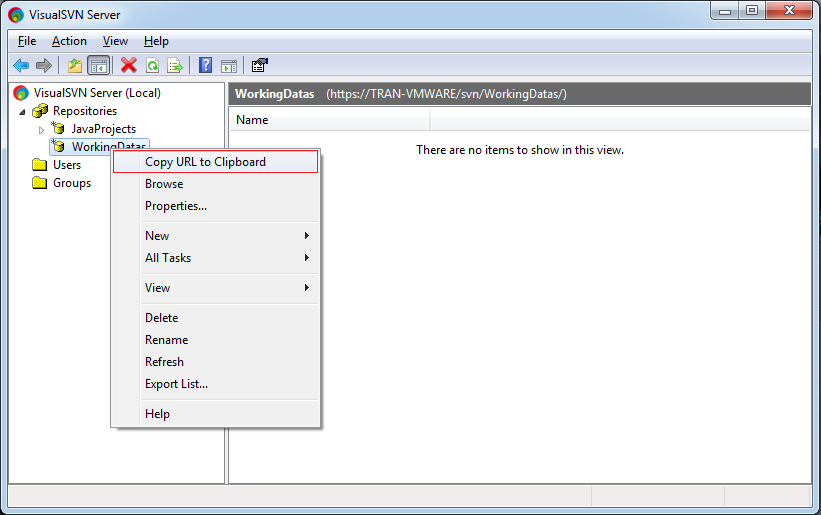 VisualSVN Server
File Action View Help
VisualSVN Server (Local)
Repositories
JavaProjects
WorkingDatas
Users
Groups
WorkingDatas (https://TRAN-VMWARE/svn/WorkingDatas/)
Name
There are no items to show in this view.
Copy URL to Clipboard
Browse
Properties...
New
All Tasks
View
Delete
Rename
Refresh
Export List...
Help